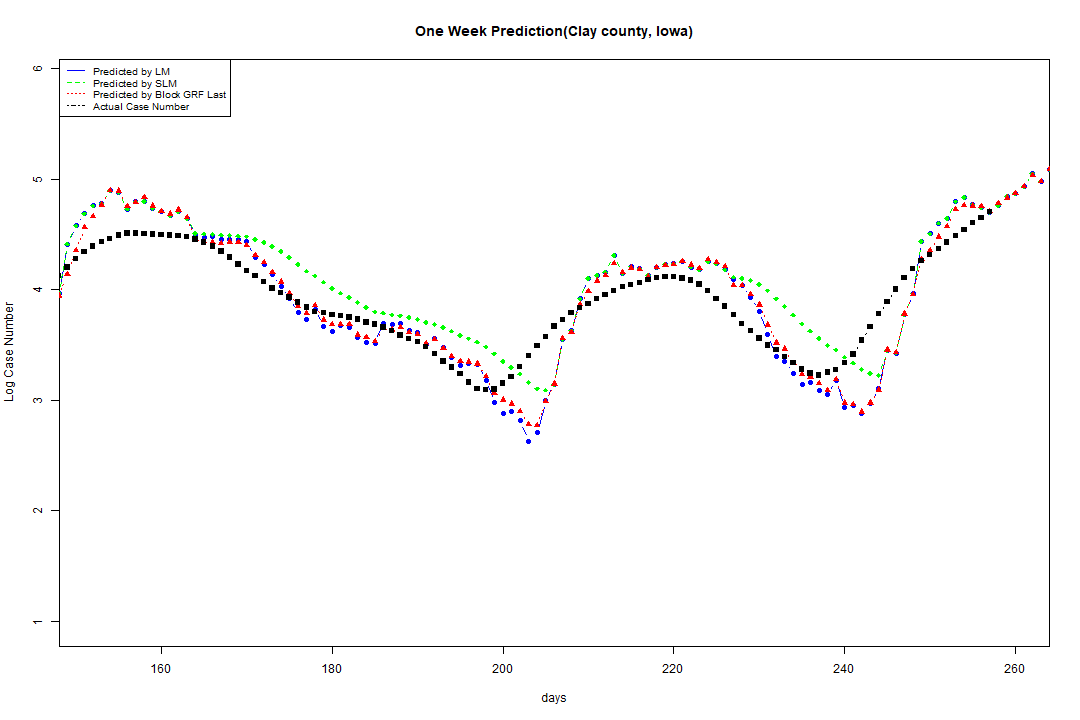 One Week Prediction(Clay county, Iowa)
Predicted by LM
Predicted by SLM
Predicted by Block GRF Last
Actual Case Number
6
5
4
3
2
1
Log Case Number
160 180 200 220 240 260
days